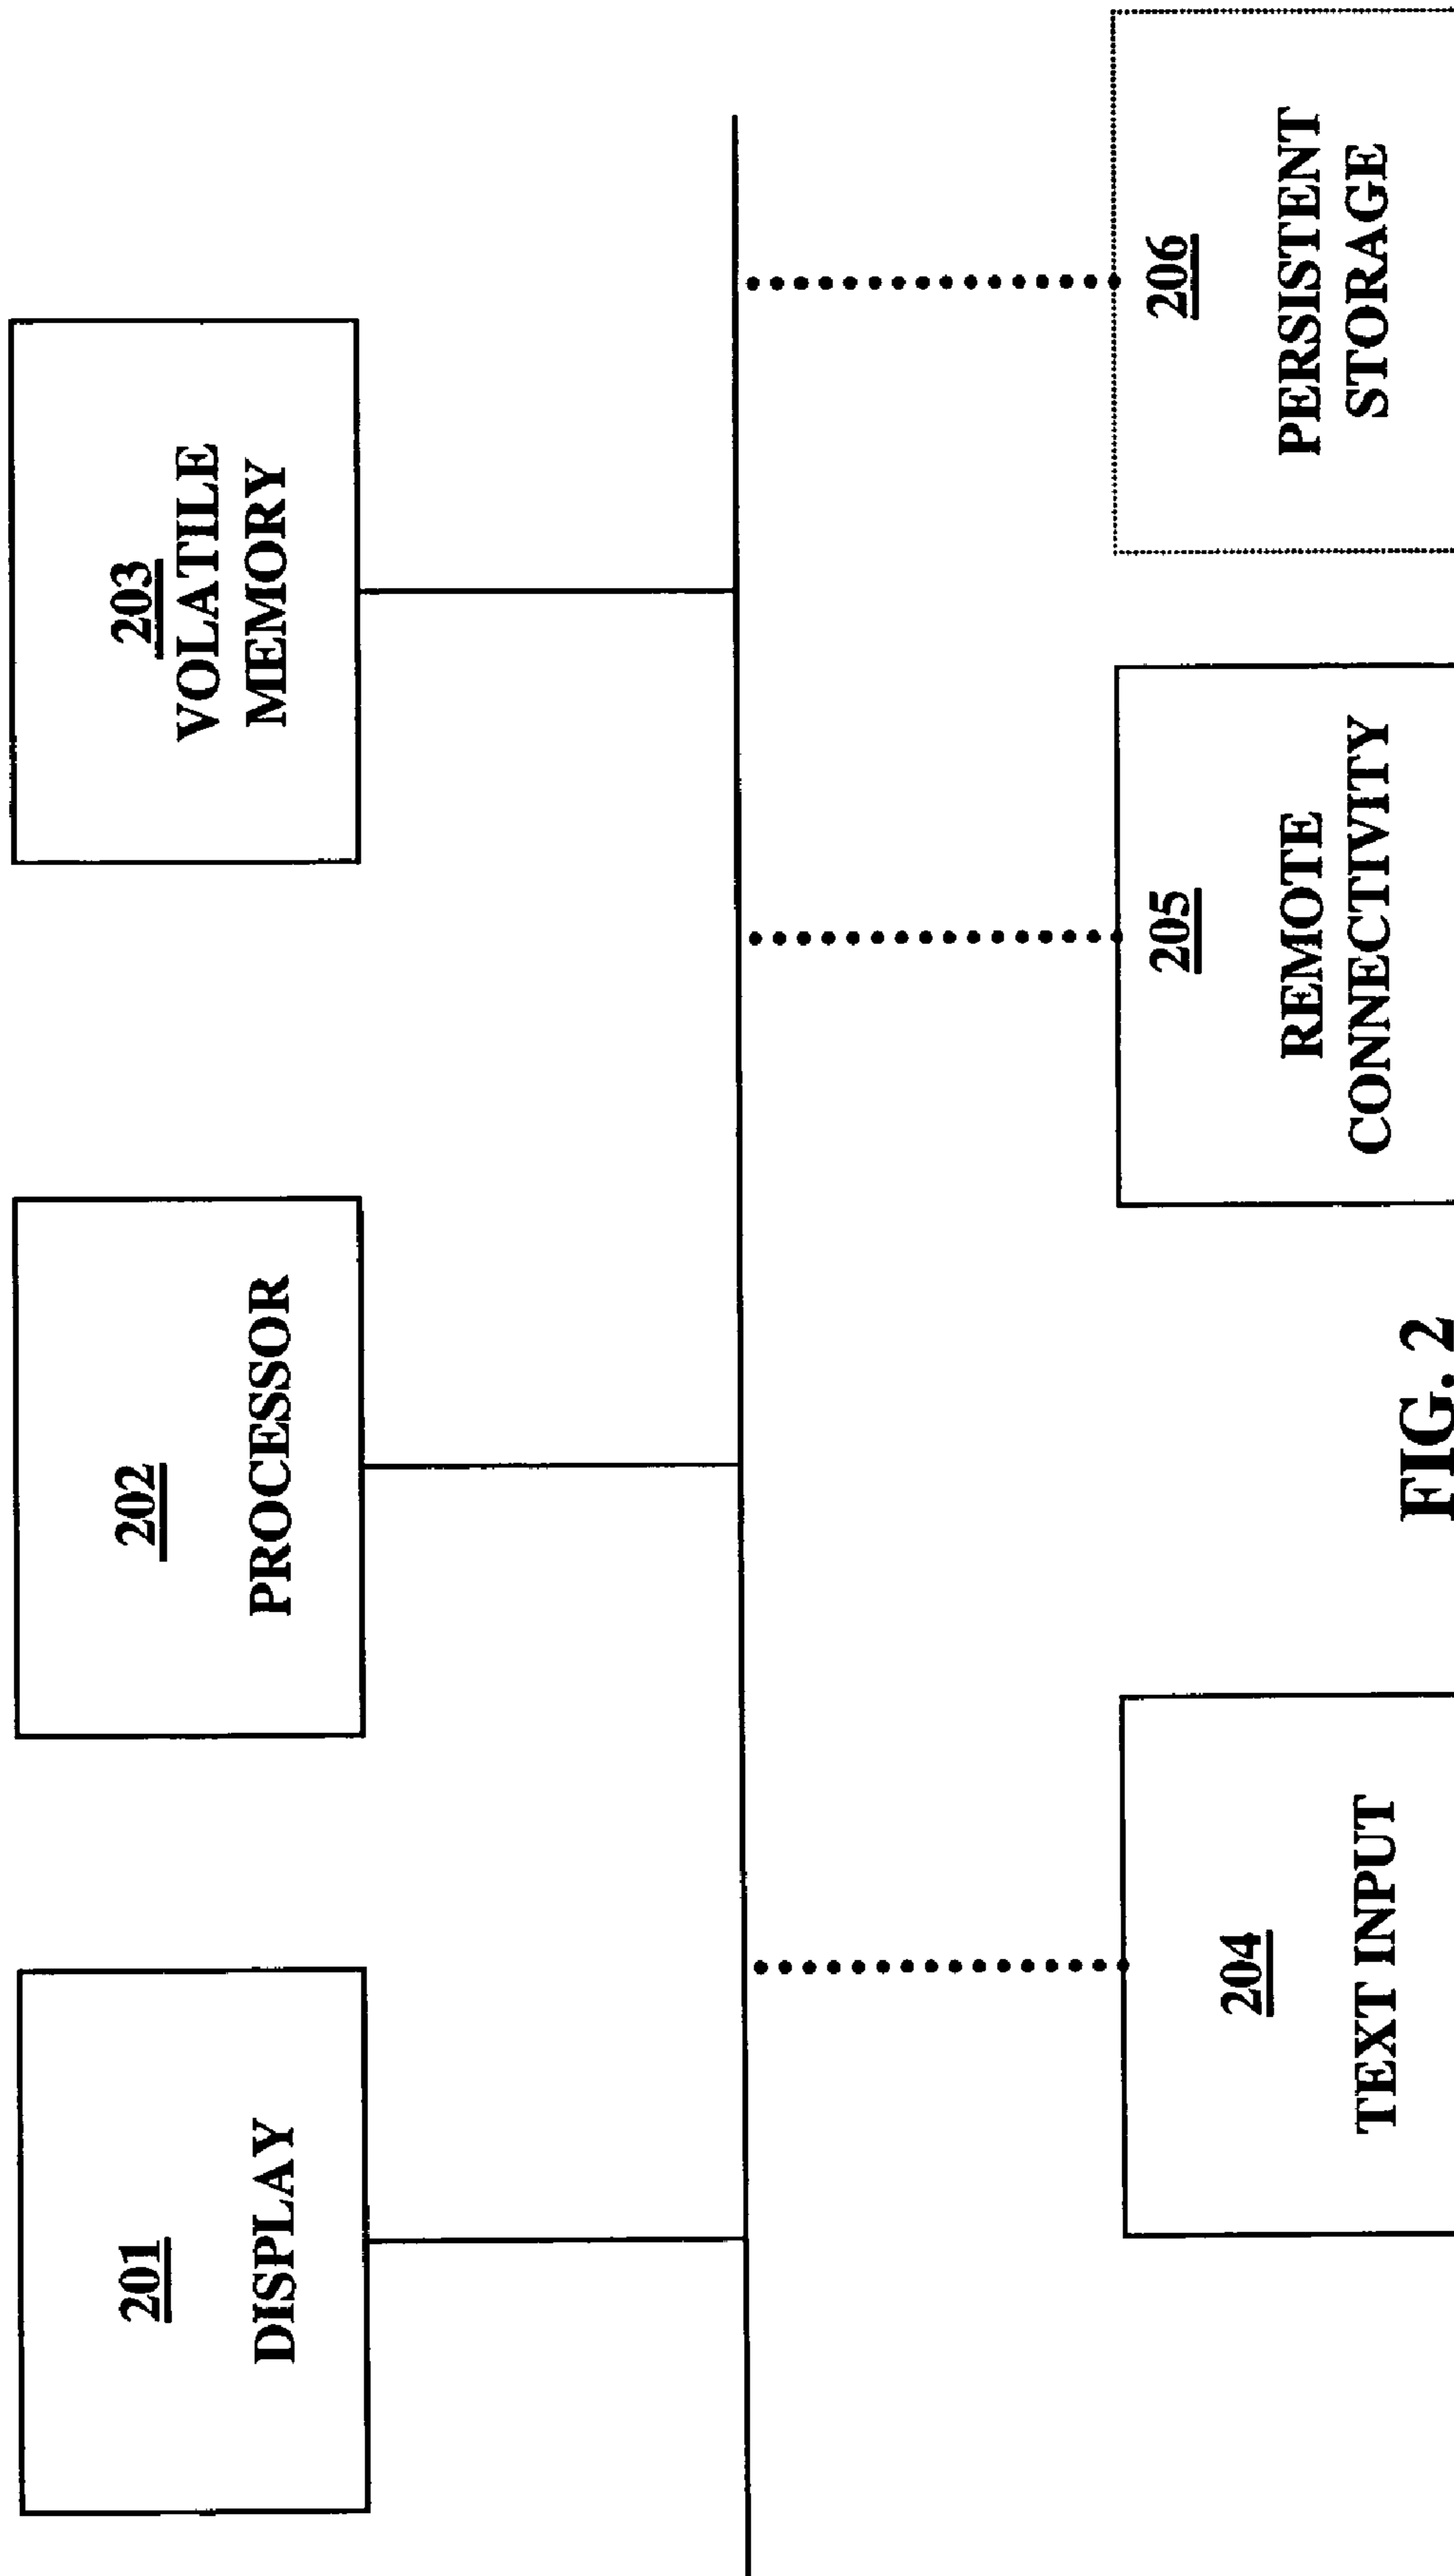 201
DISPLAY
202
PROCESSOR
203
VOLATILE
MEMORY
204
TEXT INPUT
205
REMOTE
CONNECTIVITY
206
PERSISTENT
STORAGE
FIG. 2